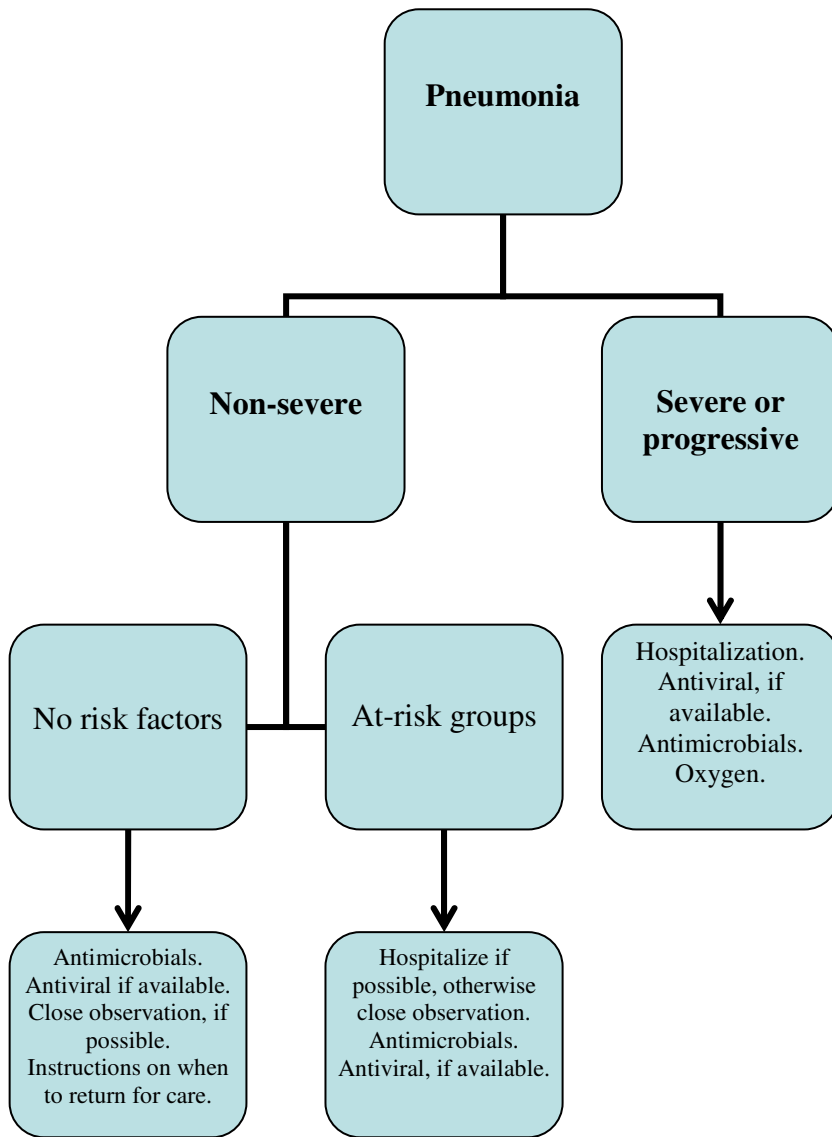 Pneumonia
Non-severe
Severe or
progressive
No risk factors
At-risk groups
Hospitalization.
Antiviral, if
available.
Antimicrobials.
Oxygen.
Antimicrobials.
Antiviral if available.
Close observation, if
possible.
Instructions on when
to return for care.
Hospitalize if
possible, otherwise
close observation.
Antimicrobials.
Antiviral, if available.